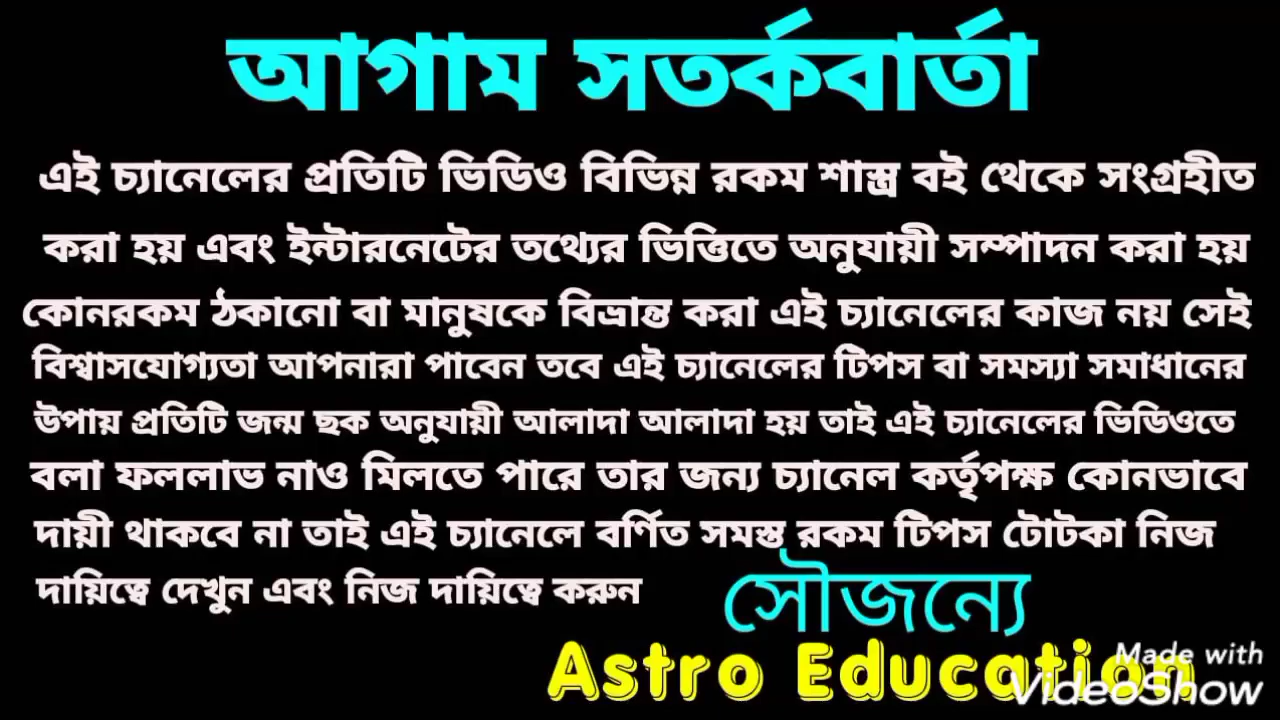 আগাম সতর্কবার্তা
এই চ্যানেলের প্রতিটি ভিডিও বিভিন্ন রকম শাস্ত্র বই থেকে সংগ্রহীত
করা হয় এবং ইন্টারনেটের তথ্যের ভিত্তিতে অনুযায়ী সম্পাদন করা হয়
কোনরকম ঠকানো বা মানুষকে বিভ্রান্ত করা এই চ্যানেলের কাজ নয় সেই
বিশ্বাসযোগ্যতা আপনারা পাবেন তবে এই চ্যানেলের টিপস বা সমস্যা সমাধানের
উপায় প্রতিটি জন্ম ছক অনুযায়ী আলাদা আলাদা হয় তাই এই চ্যানেলের ভিডিওতে
বলা ফললাভ নাও মিলতে পারে তার জন্য চ্যানেল কর্তৃপক্ষ কোনভাবে
দায়ী থাকবে না তাই এই চ্যানেলে বর্ণিত সমস্ত রকম টিপস টোটকা নিজ
দায়িত্বে দেখুন এবং নিজ দায়িত্বে করুন
সৌজন্যে
Astro Education
Made with
VideoShow